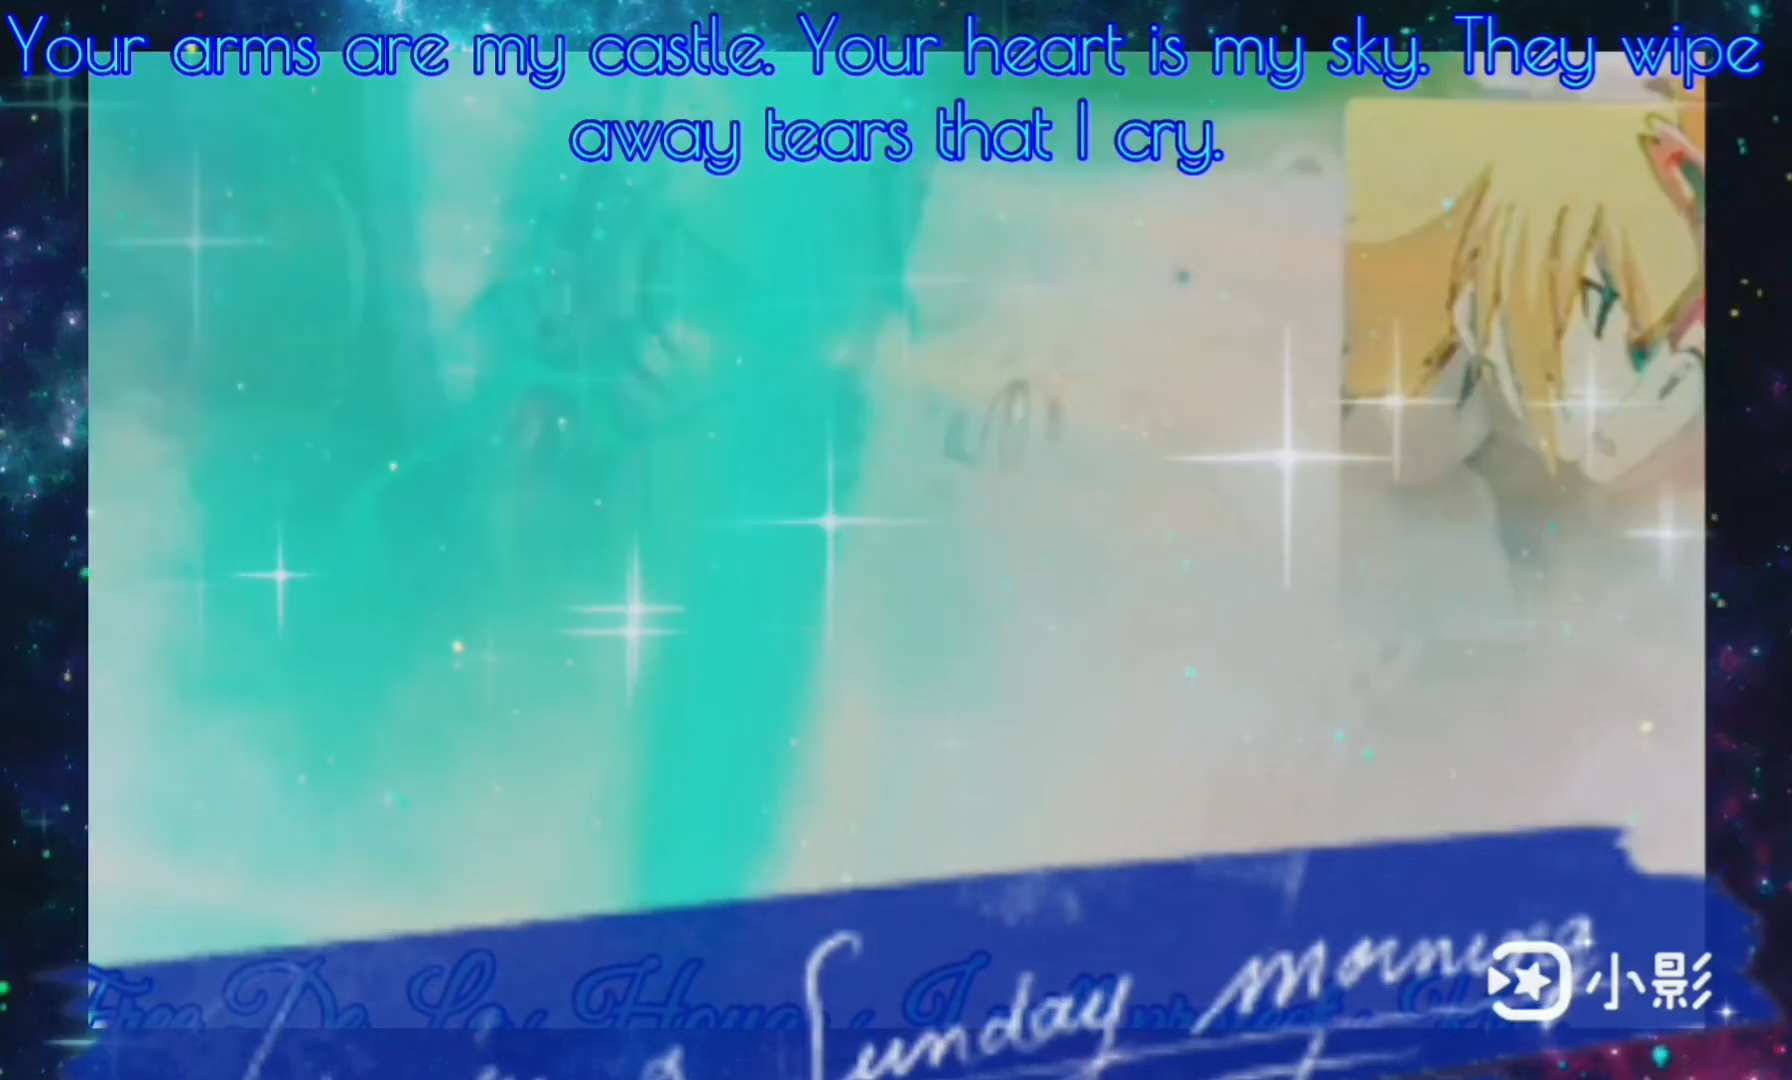 Your arms are my castle. Your heart is my sky. They wipe
away tears that I cry.
Sunday morning
小影